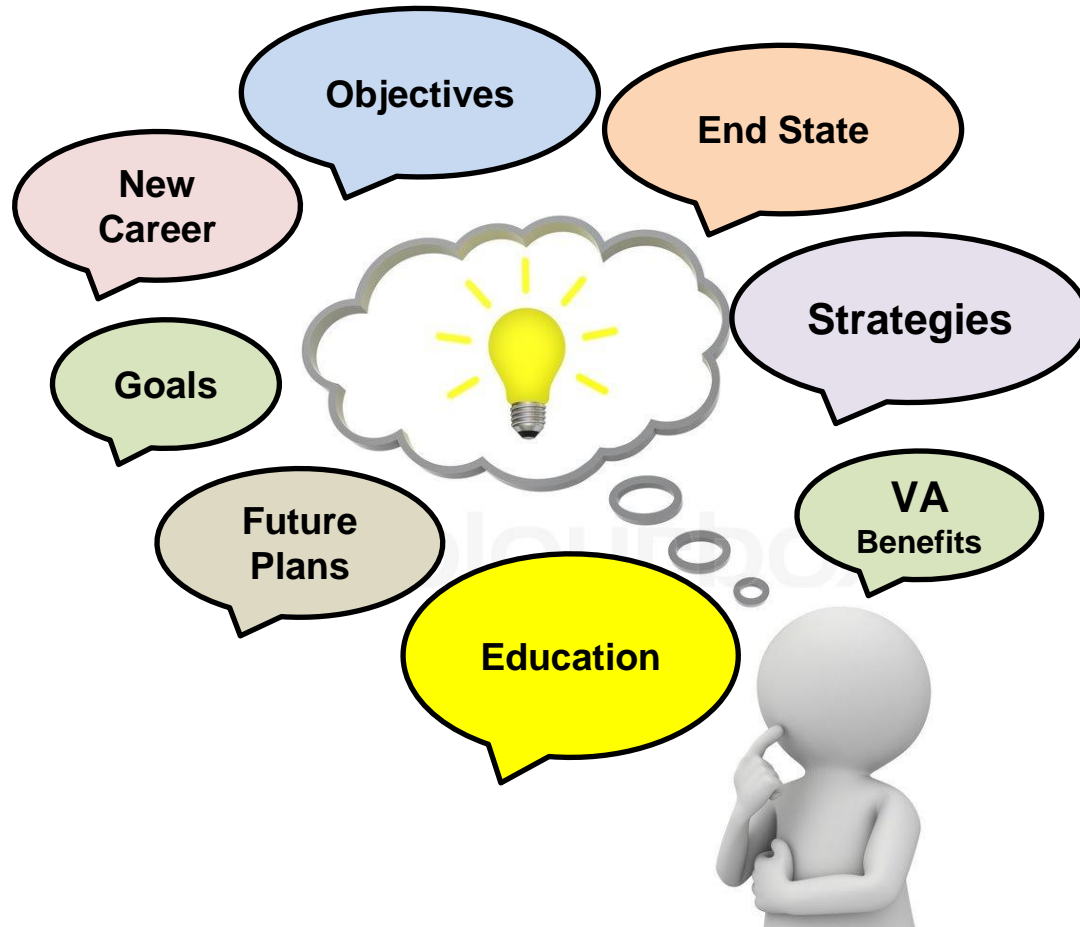 Objectives
End State
New
Career
Strategies
Goals
VA
Benefits
Future
Plans
Education